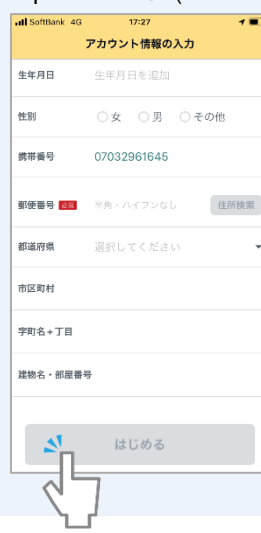 SoftBank 4G 17:27
アカウント情報の入力
生年月日 生年月日を追加
性別 女 男 その他
携帯番号 07032961645
郵便番号 必須 半角・ハイフンなし 住所検索
都道府県 選択してください
市区町村
字町名+丁目
建物名・部屋番号
はじめる